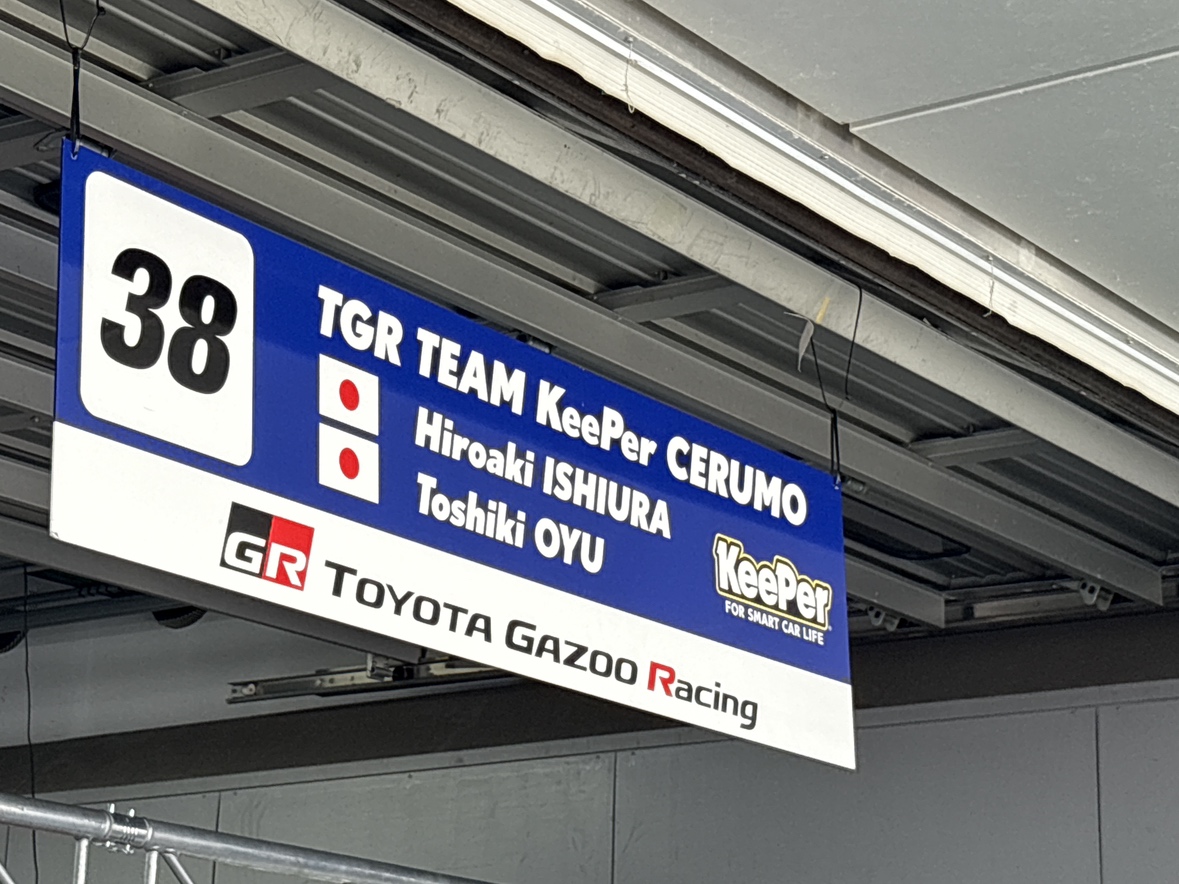 38
TGR TEAM KeePer CERUMO
Hiroaki ISHIURA
Toshiki OYU
KeePer
FOR SMART CAR LIFE
GR TOYOTA GAZOO Racing